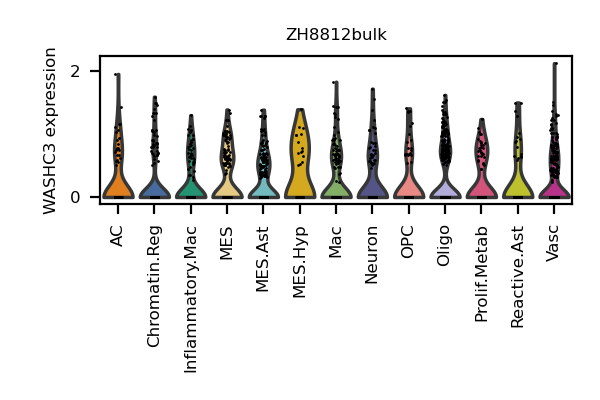 ZH8812bulk
WASHC3 expression
2
0
AC
Chromatin.Reg
Inflammatory.Mac
MES
MES.Ast
MES.Hyp
Mac
Neuron
OPC
Oligo
Prolif.Metab
Reactive.Ast
Vasc